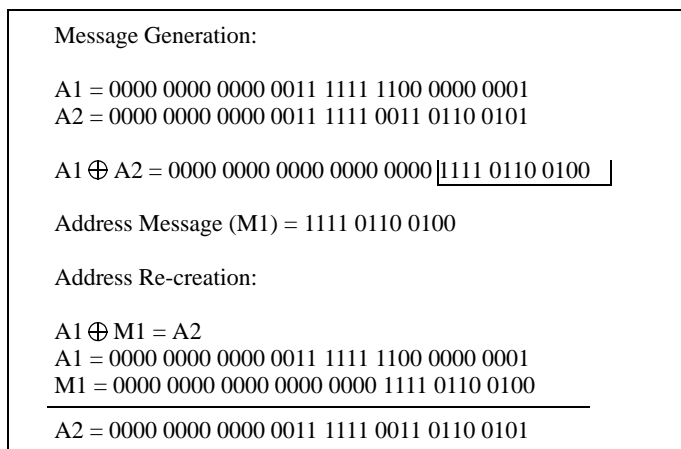 Message Generation:
A1 = 0000 0000 0000 0011 1111 1100 0000 0001
A2 = 0000 0000 0000 0011 1111 0011 0110 0101
A1 ⊕ A2 = 0000 0000 0000 0000 0000 1111 0110 0100
Address Message (M1) = 1111 0110 0100
Address Re-creation:
A1 ⊕ M1 = A2
A1 = 0000 0000 0000 0011 1111 1100 0000 0001
M1 = 0000 0000 0000 0000 0000 1111 0110 0100
A2 = 0000 0000 0000 0011 1111 0011 0110 0101